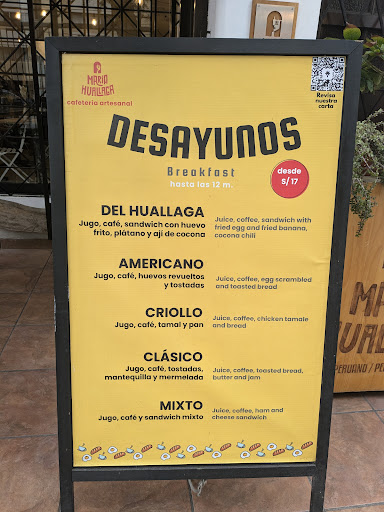 MARIO
HUALLAGA
cafetería artesanal
Revisa
nuestra
carta
DESAYUNOS
Breakfast
hasta las 12 m.
desde
S/ 17
DEL HUALLAGA
Jugo, café, sandwich con huevo
frito, plátano y ají de cocona
Juice, coffee, sandwich with
fried egg and fried banana,
cocona chili
AMERICANO
Jugo, café, huevos revueltos
y tostadas
Juice, coffee, egg scrambled
and toasted bread
CRIOLLO
Jugo, café, tamal y pan
Juice, coffee, chicken tamale
and bread
CLÁSICO
Jugo, café, tostadas,
mantequilla y mermelada
Juice, coffee, toasted bread,
butter and jam
MIXTO
Jugo, café y sandwich mixto
Juice, coffee, ham and
cheese sandwich